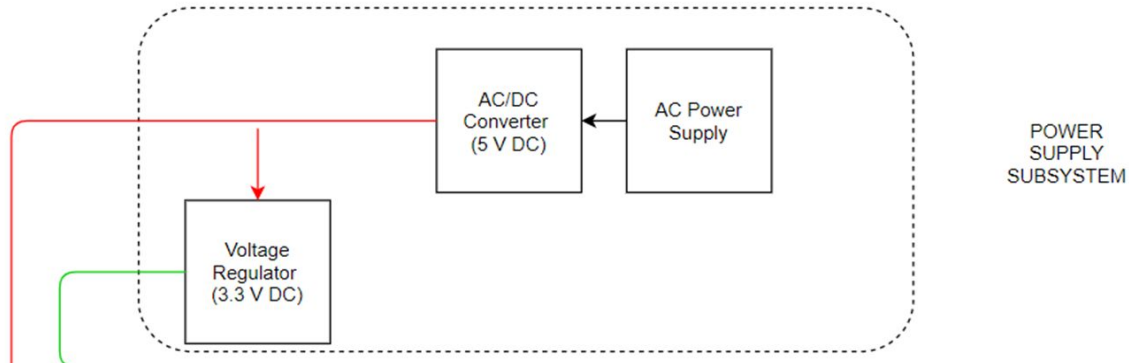 AC/DC
Converter
(5 V DC)
AC Power
Supply
POWER
SUPPLY
SUBSYSTEM
Voltage
Regulator
(3.3 V DC)